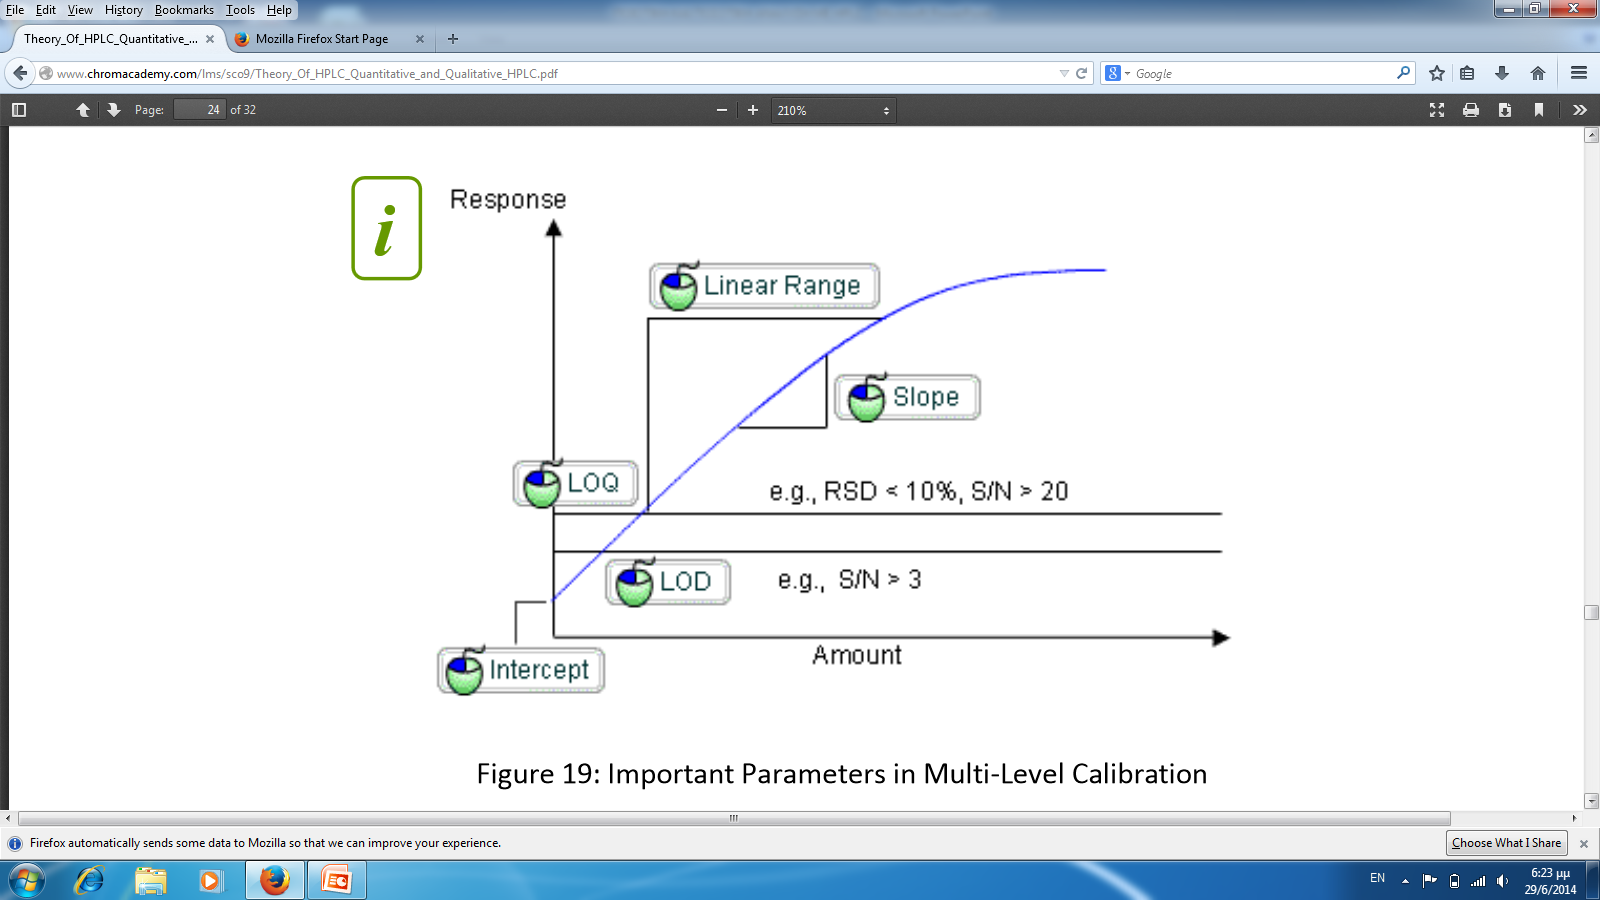 File Edit View History Bookmarks Tools Help
Theory_Of_HPLC_Quantitative_... Mozilla Firefox Start Page
www.chromacademy.com/lms/sco9/Theory_Of_HPLC_Quantitative_and_Qualitative_HPLC.pdf Google
Page: 24 of 32 210%
i
Response
Linear Range
Slope
LOQ
e.g., RSD < 10%, S/N > 20
LOD
e.g., S/N > 3
Amount
Intercept
Figure 19: Important Parameters in Multi-Level Calibration
Firefox automatically sends some data to Mozilla so that we can improve your experience. Choose What I Share
EN
6:23 μμ
29/6/2014